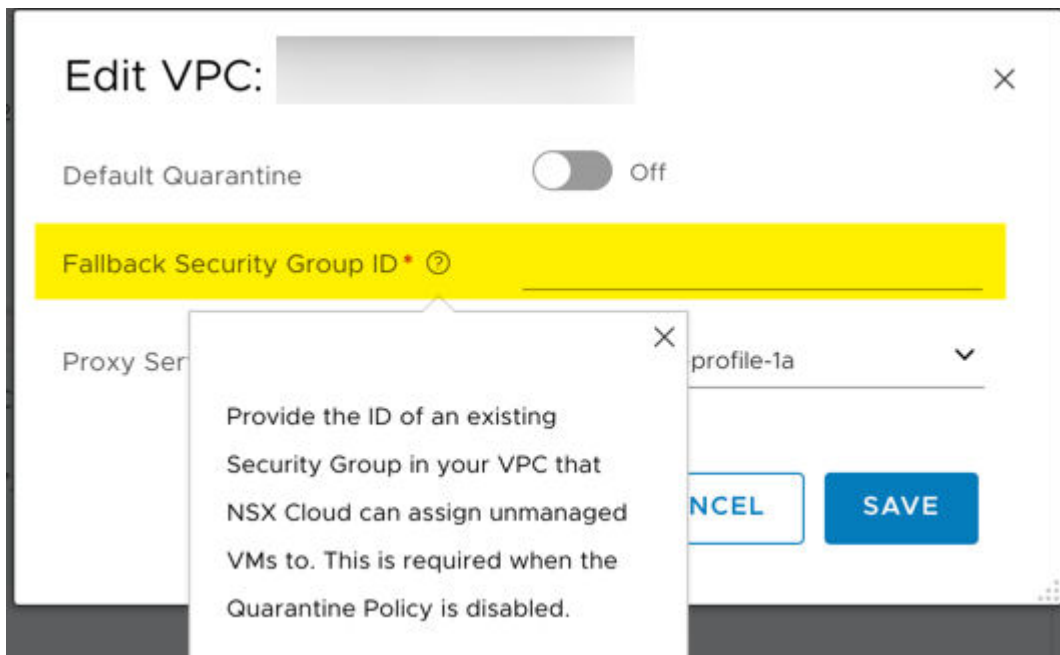 Edit VPC:
Default Quarantine
Off
Fallback Security Group ID*
Proxy Ser
profile-1a
Provide the ID of an existing
Security Group in your VPC that
NSX Cloud can assign unmanaged
VMs to. This is required when the
Quarantine Policy is disabled.
NCEL
SAVE